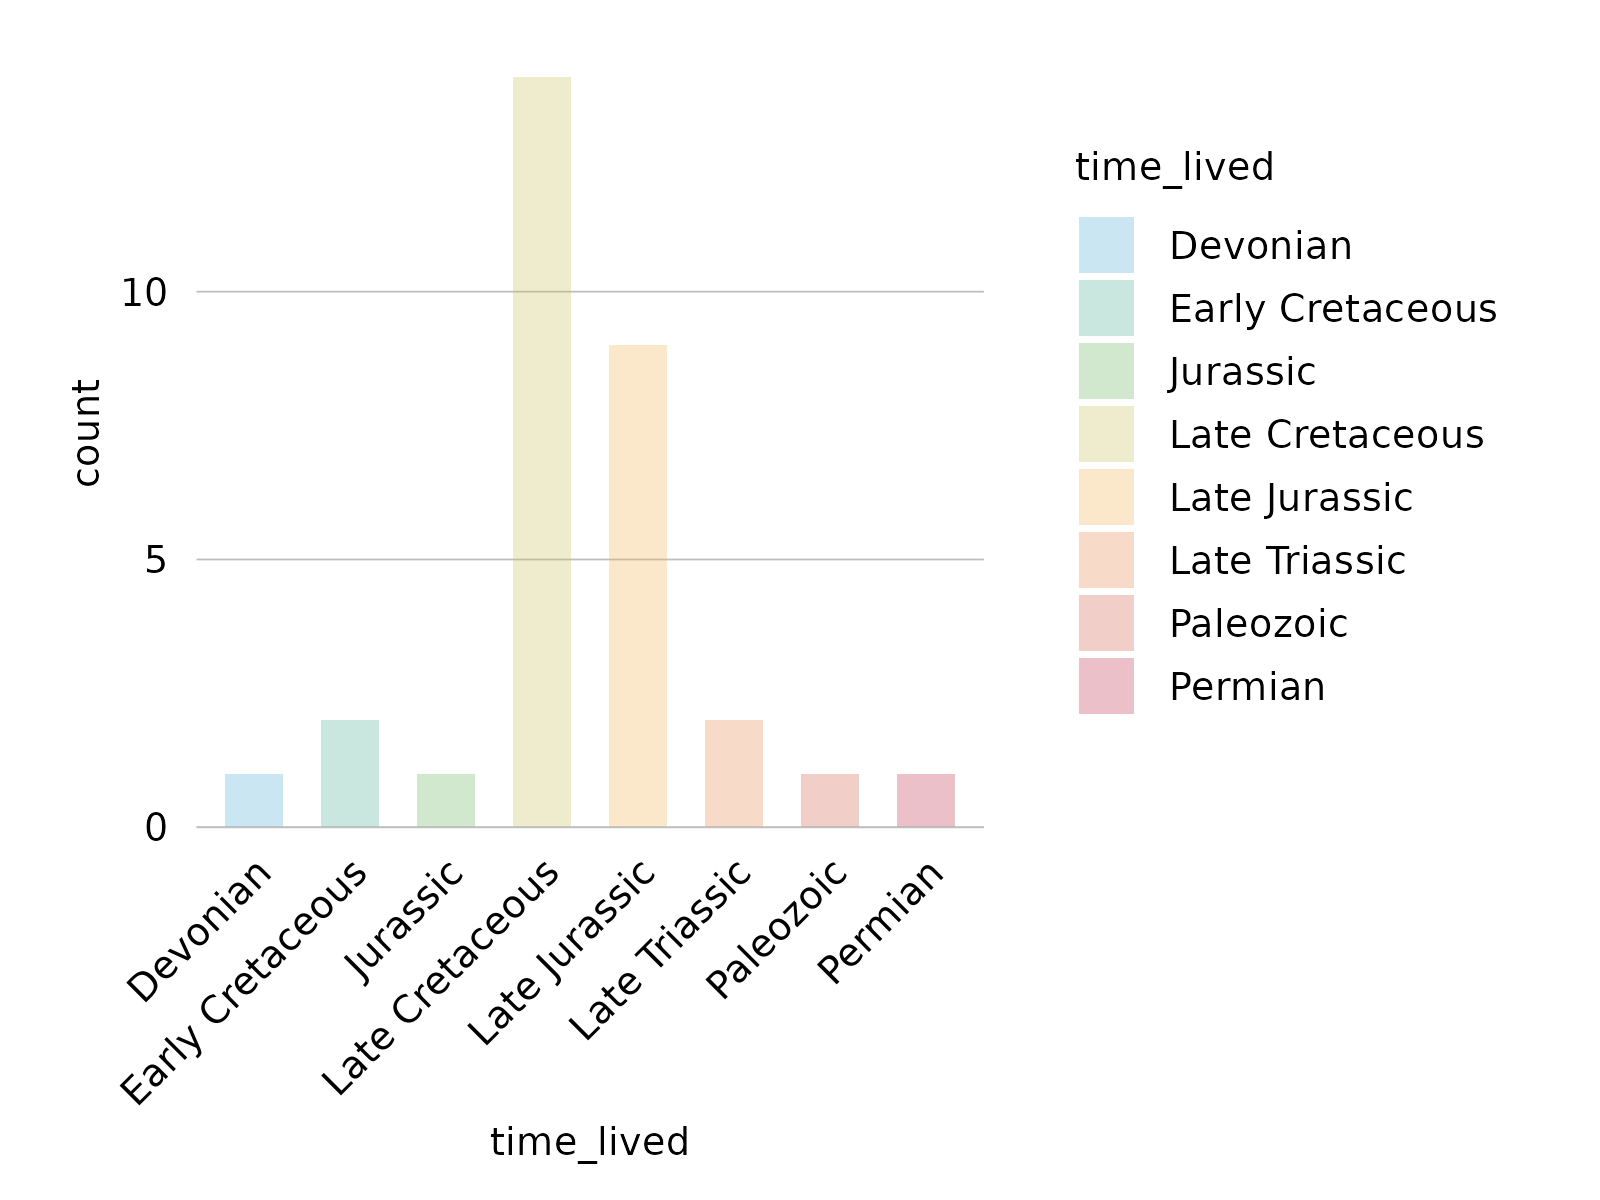 10
5
0
count
Devonian
Early Cretaceous
Jurassic
Late Cretaceous
Late Jurassic
Late Triassic
Paleozoic
Permian
time_lived
time_lived
Devonian
Early Cretaceous
Jurassic
Late Cretaceous
Late Jurassic
Late Triassic
Paleozoic
Permian